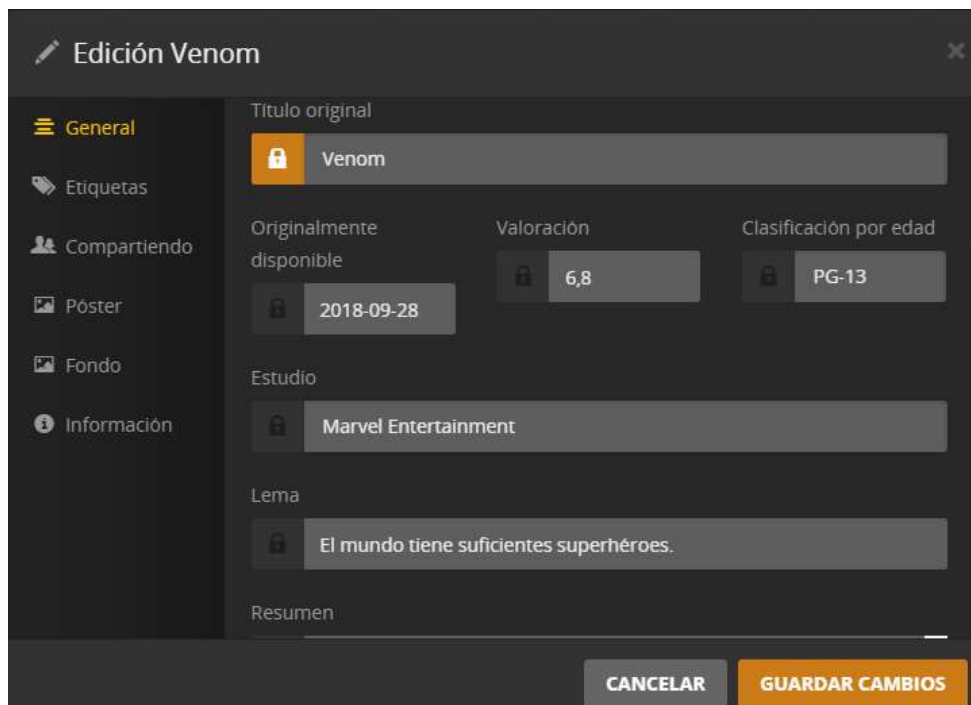 Edición Venom
General
Etiquetas
Compartiendo
Póster
Fondo
Información
Título original
Venom
Originalmente
disponible
2018-09-28
Valoración
6,8
Clasificación por edad
PG-13
Estudio
Marvel Entertainment
Lema
El mundo tiene suficientes superhéroes.
Resumen
CANCELAR
GUARDAR CAMBIOS